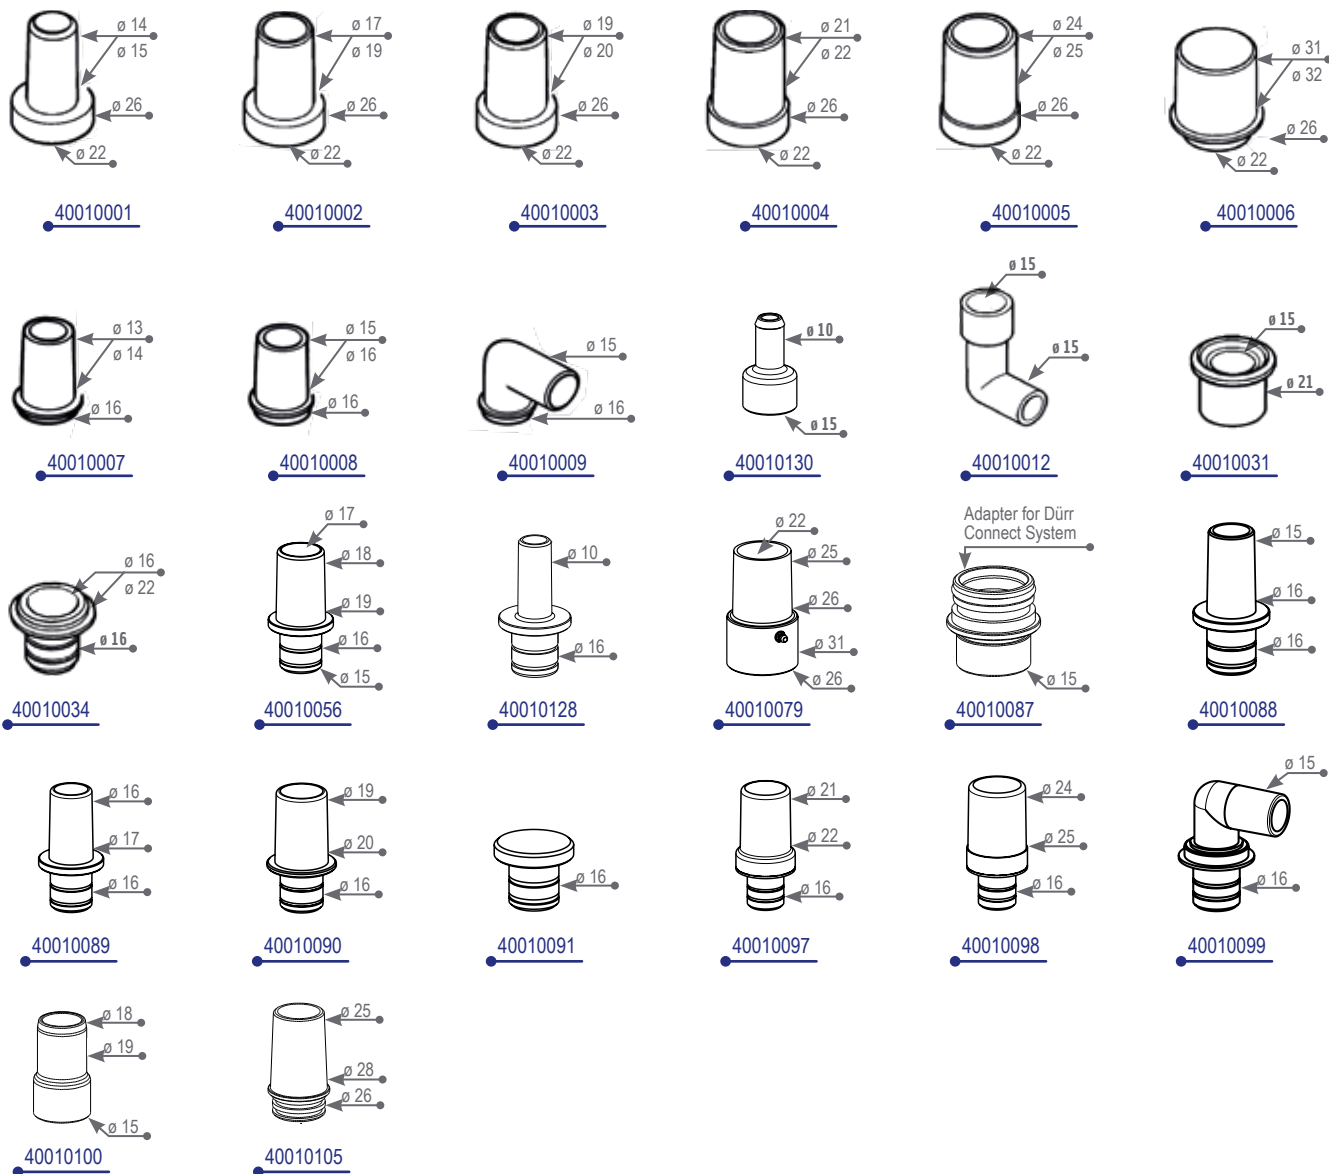 ø 14
ø 15
ø 26
ø 22
40010001
ø 17
ø 19
ø 26
ø 22
40010002
ø 19
ø 20
ø 26
ø 22
40010003
ø 21
ø 22
ø 26
ø 22
40010004
ø 24
ø 25
ø 26
ø 22
40010005
ø 31
ø 32
ø 26
ø 22
40010006
ø 13
ø 14
ø 16
40010007
ø 15
ø 16
ø 16
40010008
ø 15
ø 16
40010009
ø 10
ø 15
40010130
ø 15
ø 15
40010012
ø 15
ø 21
40010031
ø 16
ø 22
ø 16
40010034
ø 17
ø 18
ø 19
ø 16
ø 15
40010056
ø 10
ø 16
40010128
ø 22
ø 25
ø 26
ø 31
ø 26
40010079
Adapter for Dürr
Connect System
ø 15
40010087
ø 15
ø 16
ø 16
40010088
ø 16
ø 17
ø 16
40010089
ø 19
ø 20
ø 16
40010090
ø 16
40010091
ø 21
ø 22
ø 16
40010097
ø 24
ø 25
ø 16
40010098
ø 15
ø 16
40010099
ø 18
ø 19
ø 15
40010100
ø 25
ø 28
ø 26
40010105